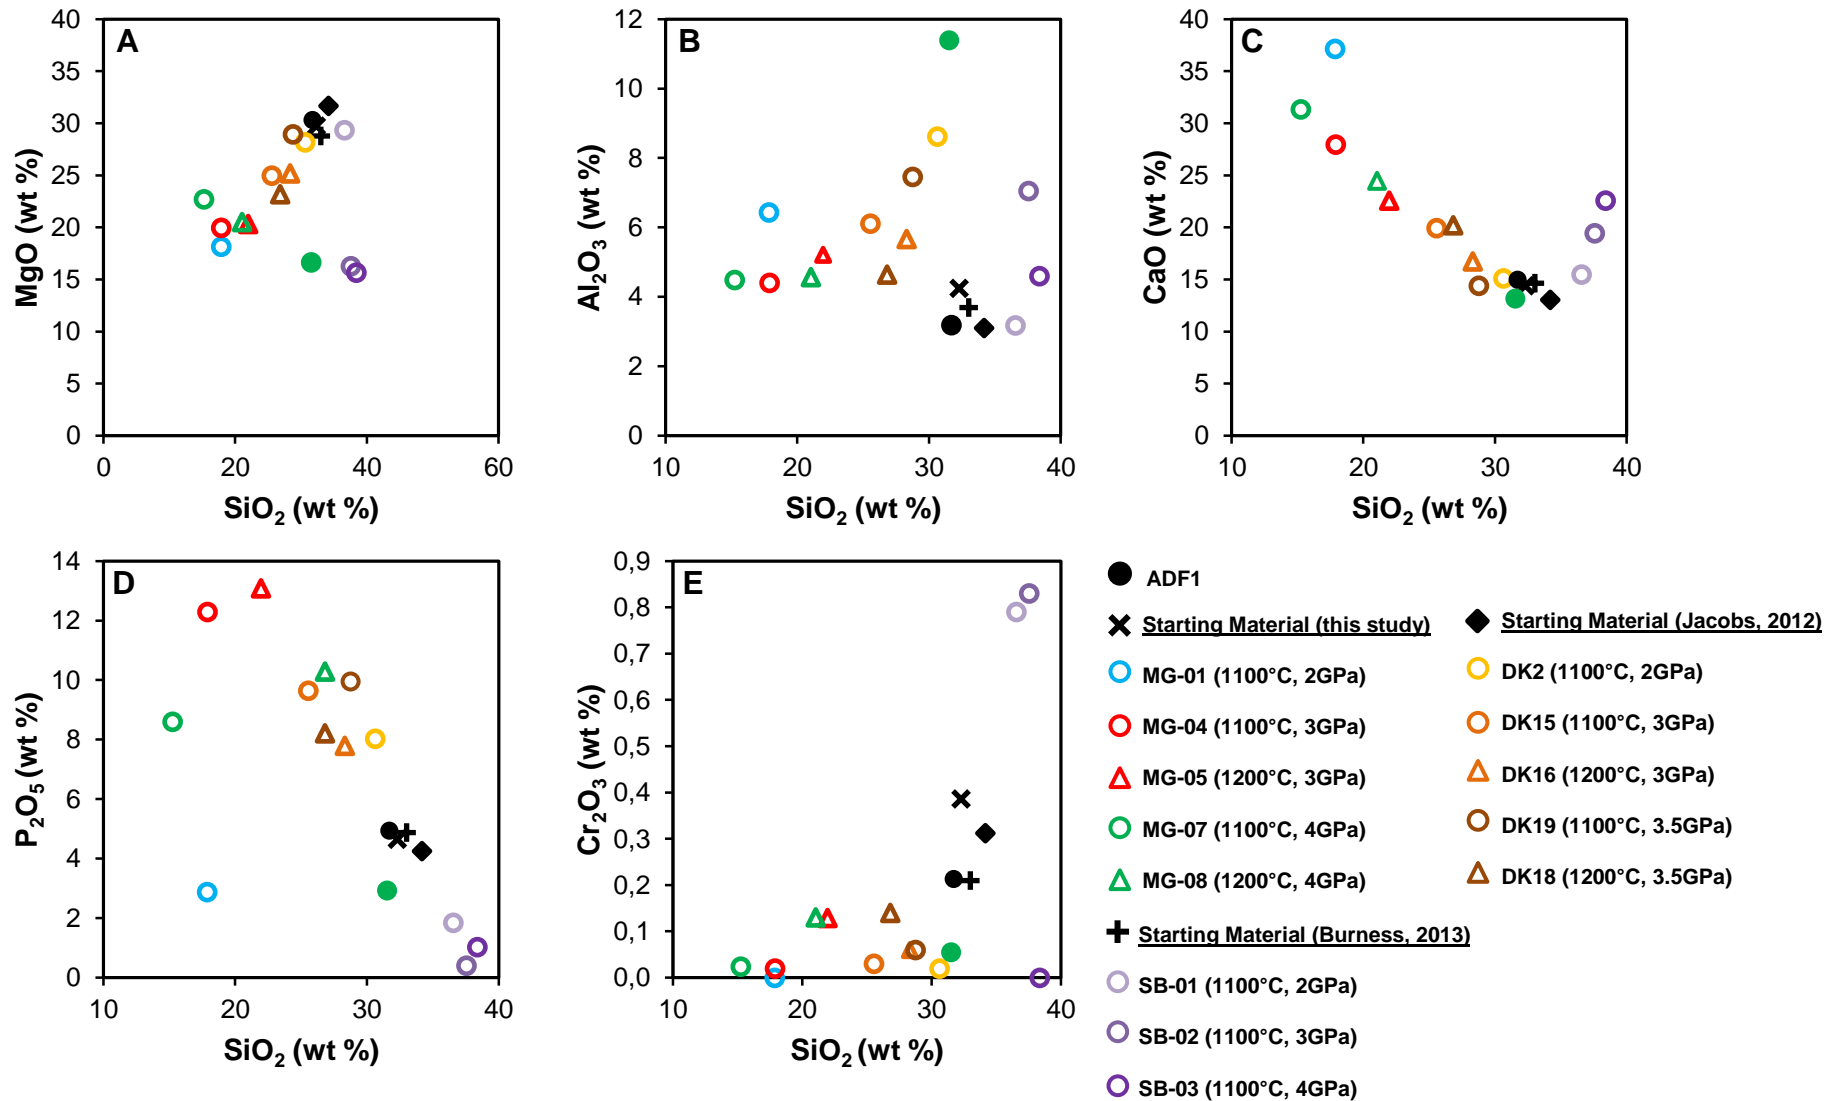 A
40
35
30
25
20
15
10
5
0
0 20 40 60
MgO (wt %)
SiO₂ (wt %)
B
12
10
8
6
4
2
0
10 20 30 40
Al₂O₃ (wt %)
SiO₂ (wt %)
C
40
35
30
25
20
15
10
5
0
10 20 30 40
CaO (wt %)
SiO₂ (wt %)
D
14
12
10
8
6
4
2
0
10 20 30 40
P₂O₅ (wt %)
SiO₂ (wt %)
E
0,9
0,8
0,7
0,6
0,5
0,4
0,3
0,2
0,1
0,0
10 20 30 40
Cr₂O₃ (wt %)
SiO₂ (wt %)
ADF1
Starting Material (this study)
MG-01 (1100°C, 2GPa)
MG-04 (1100°C, 3GPa)
MG-05 (1200°C, 3GPa)
MG-07 (1100°C, 4GPa)
MG-08 (1200°C, 4GPa)
Starting Material (Burness, 2013)
SB-01 (1100°C, 2GPa)
SB-02 (1100°C, 3GPa)
SB-03 (1100°C, 4GPa)
Starting Material (Jacobs, 2012)
DK2 (1100°C, 2GPa)
DK15 (1100°C, 3GPa)
DK16 (1200°C, 3GPa)
DK19 (1100°C, 3.5GPa)
DK18 (1200°C, 3.5GPa)